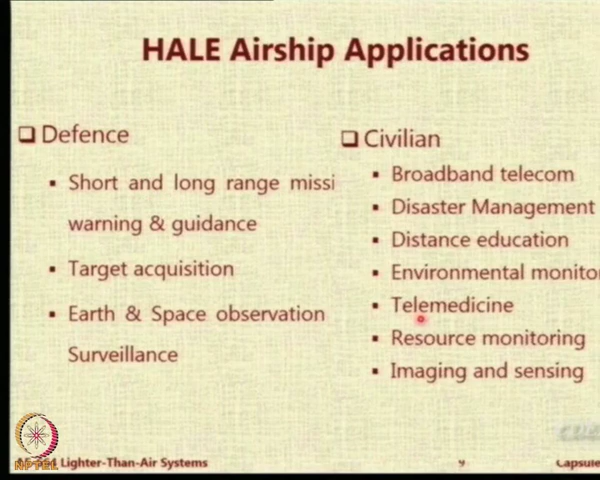 HALE Airship Applications
Defence
Short and long range missi
warning & guidance
Target acquisition
Earth & Space observation
Surveillance
Civilian
Broadband telecom
Disaster Management
Distance education
Environmental monito
Telemedicine
Resource monitoring
Imaging and sensing
NPTEL
Lighter-Than-Air Systems
9
Capsule